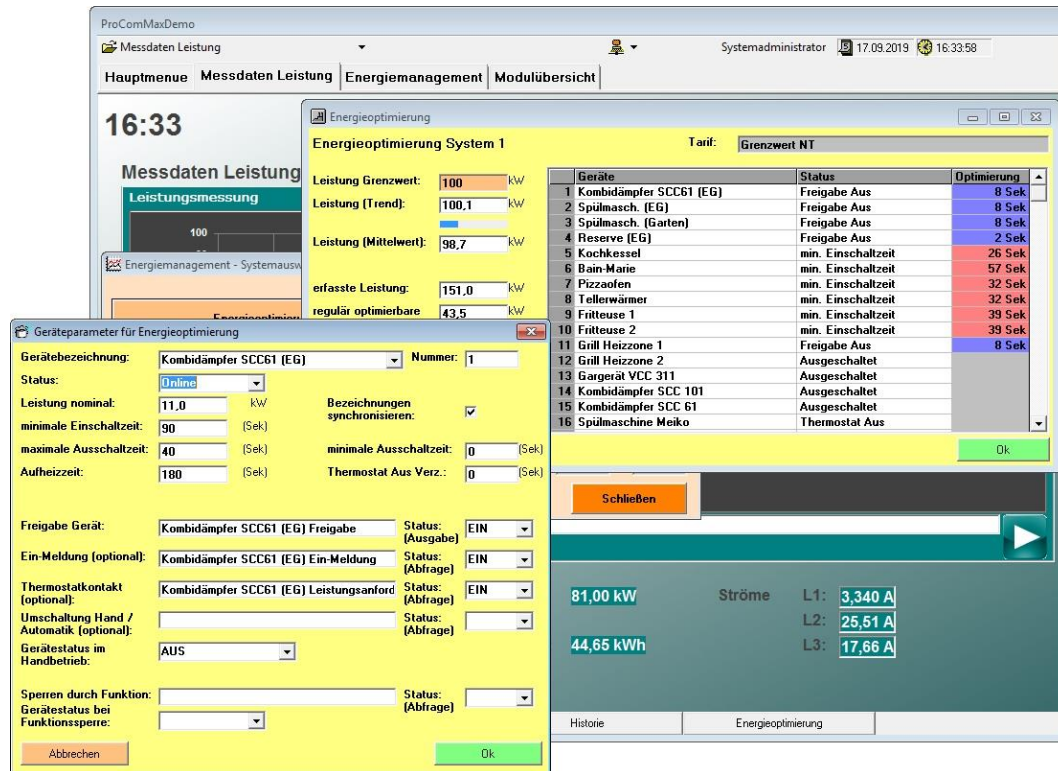 ProComMaxDemo
Messdaten Leistung
Systemadministrator 17.09.2019 16:33:58
Hauptmenue Messdaten Leistung Energiemanagement Modulübersicht
16:33
Messdaten Leistung
Leistungsmessung
100
Energiemanagement - Systemausw
Energieoptimierung
Energieoptimierung System 1
Tarif: Grenzwert NT
Leistung Grenzwert: 100 kW
Leistung (Trend): 100,1 kW
Leistung (Mittelwert): 98,7 kW
erfasste Leistung: 151,0 kW
regulär optimierbare 43,5 kW
Geräte Status Optimierung
1 Kombidämpfer SCC61 (EG) Freigabe Aus 8 Sek
2 Spülmasch. (EG) Freigabe Aus 8 Sek
3 Spülmasch. (Garten) Freigabe Aus 8 Sek
4 Reserve (EG) Freigabe Aus 2 Sek
5 Kochkessel min. Einschaltzeit 26 Sek
6 Bain-Marie min. Einschaltzeit 57 Sek
7 Pizzaofen min. Einschaltzeit 32 Sek
8 Tellerwärmer min. Einschaltzeit 32 Sek
9 Fritteuse 1 min. Einschaltzeit 39 Sek
10 Fritteuse 2 min. Einschaltzeit 39 Sek
11 Grill Heizzone 1 Freigabe Aus 8 Sek
12 Grill Heizzone 2 Ausgeschaltet
13 Gargerät VCC 311 Ausgeschaltet
14 Kombidämpfer SCC 101 Ausgeschaltet
15 Kombidämpfer SCC 61 Ausgeschaltet
16 Spülmaschine Meiko Thermostat Aus
Ok
Schließen
Geräteparameter für Energieoptimierung
Gerätebezeichnung: Kombidämpfer SCC61 (EG) Nummer: 1
Status: Online
Leistung nominal: 11,0 kW
Bezeichnungen synchronisieren:
minimale Einschaltzeit: 90 (Sek)
maximale Ausschaltzeit: 40 (Sek) minimale Ausschaltzeit: 0 (Sek)
Aufheizzeit: 180 (Sek) Thermostat Aus Verz.: 0 (Sek)
Freigabe Gerät: Kombidämpfer SCC61 (EG) Freigabe Status: (Ausgabe) EIN
Ein-Meldung (optional): Kombidämpfer SCC61 (EG) Ein-Meldung Status: (Abfrage) EIN
Thermostatkontakt (optional): Kombidämpfer SCC61 (EG) Leistungsanford Status: (Abfrage) EIN
Umschaltung Hand / Automatik (optional): Status: (Abfrage)
Gerätestatus im Handbetrieb: AUS
Sperren durch Funktion: Status: (Abfrage)
Gerätestatus bei Funktionssperre:
Abbrechen Ok
81,00 kW Ströme L1: 3,340 A
L2: 25,51 A
44,65 kWh L3: 17,66 A
Historie Energieoptimierung